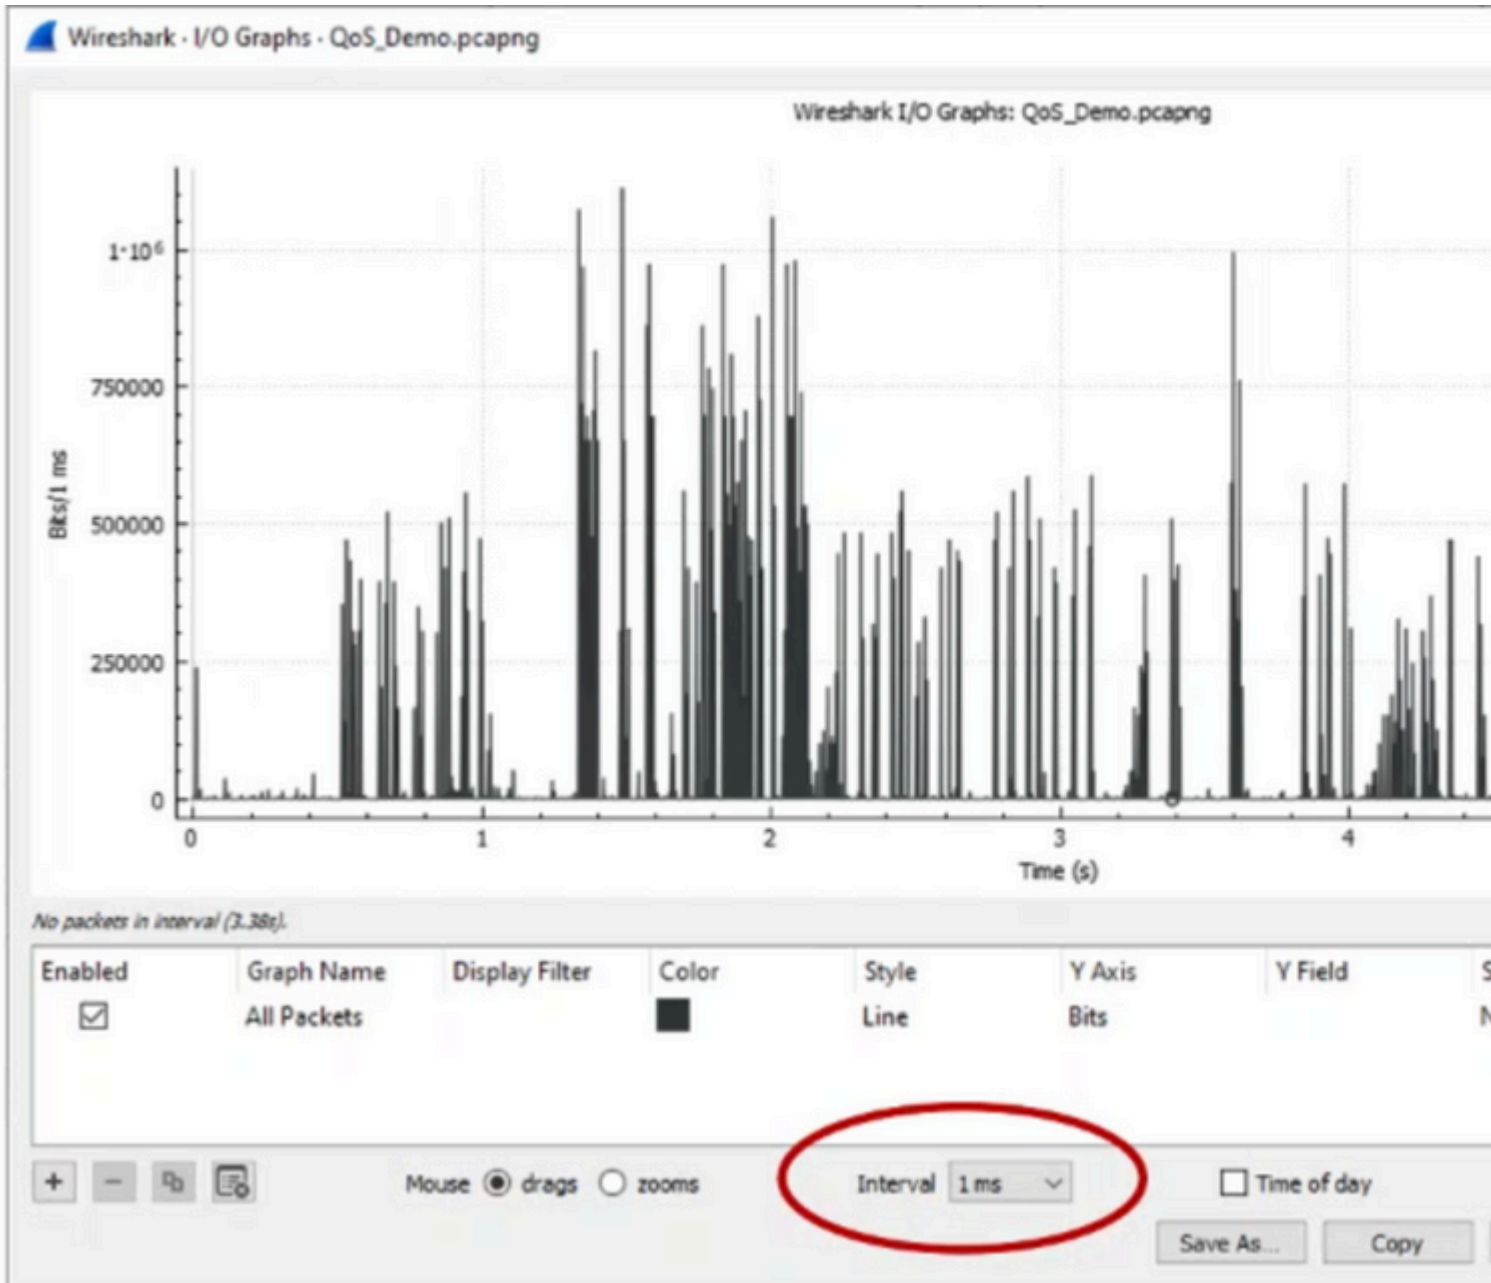 Wireshark · I/O Graphs · QoS_Demo.pcapng
Wireshark I/O Graphs: QoS_Demo.pcapng
1·10⁶
750000
500000
250000
0
Bits/1 ms
0 1 2 3 4
Time (s)
No packets in interval (3.38s).
Enabled Graph Name Display Filter Color Style Y Axis Y Field S
All Packets Line Bits N
+ −
Mouse drags zooms Interval 1 ms Time of day
Save As... Copy